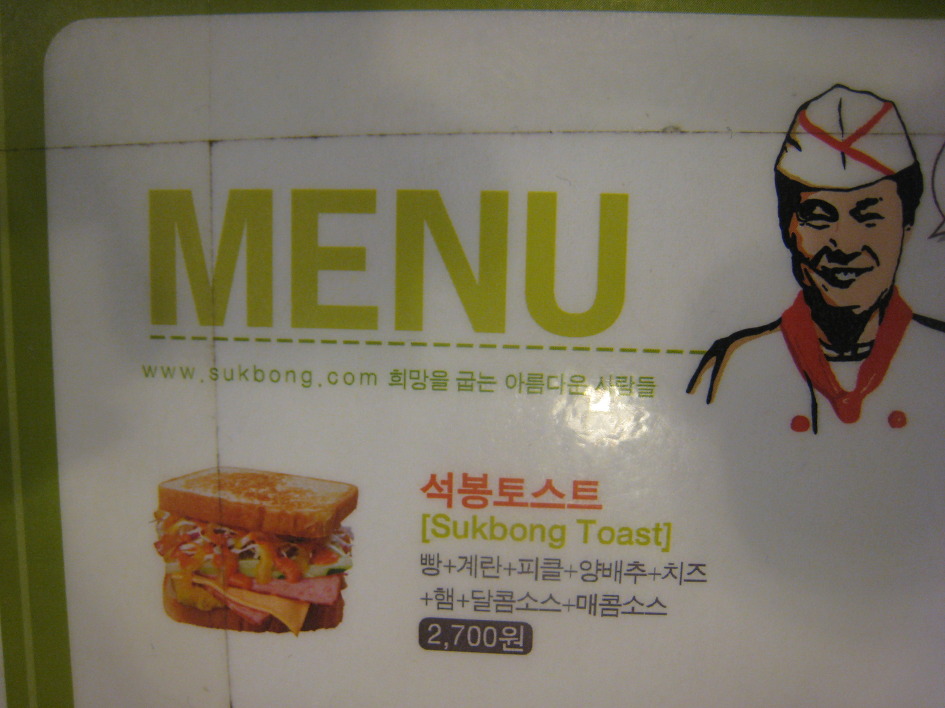 MENU
www.sukbong.com 희망을 굽는 아름다운 사람들
석봉토스트
[Sukbong Toast]
빵+계란+피클+양배추+치즈
+햄+달콤소스+매콤소스
2,700원